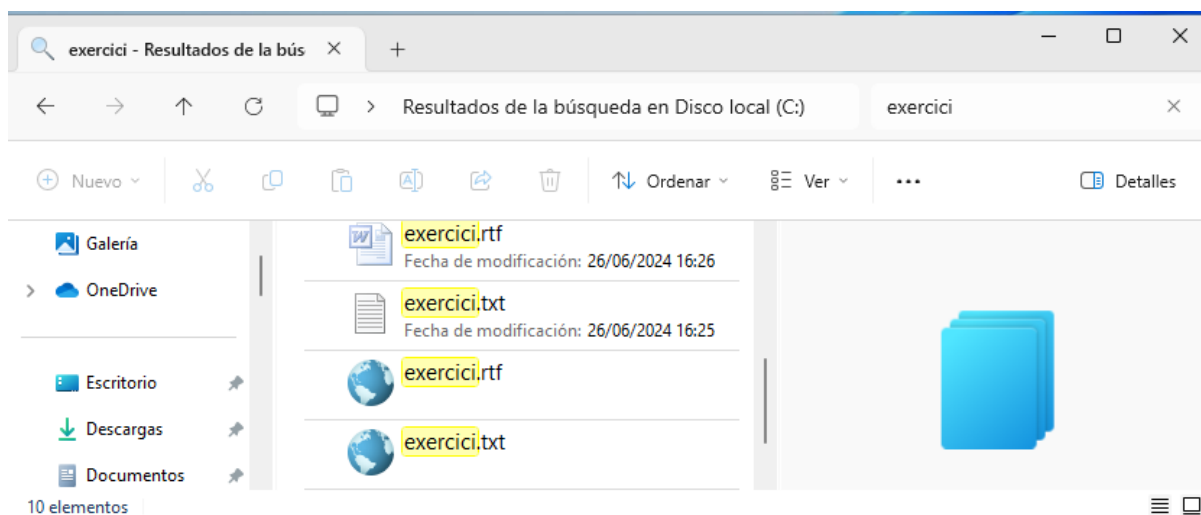 exercici - Resultados de la bús
Resultados de la búsqueda en Disco local (C:)
exercici
Nuevo
Ordenar
Ver
Detalles
Galería
OneDrive
Escritorio
Descargas
Documentos
exercici.rtf
Fecha de modificación: 26/06/2024 16:26
exercici.txt
Fecha de modificación: 26/06/2024 16:25
exercici.rtf
exercici.txt
10 elementos